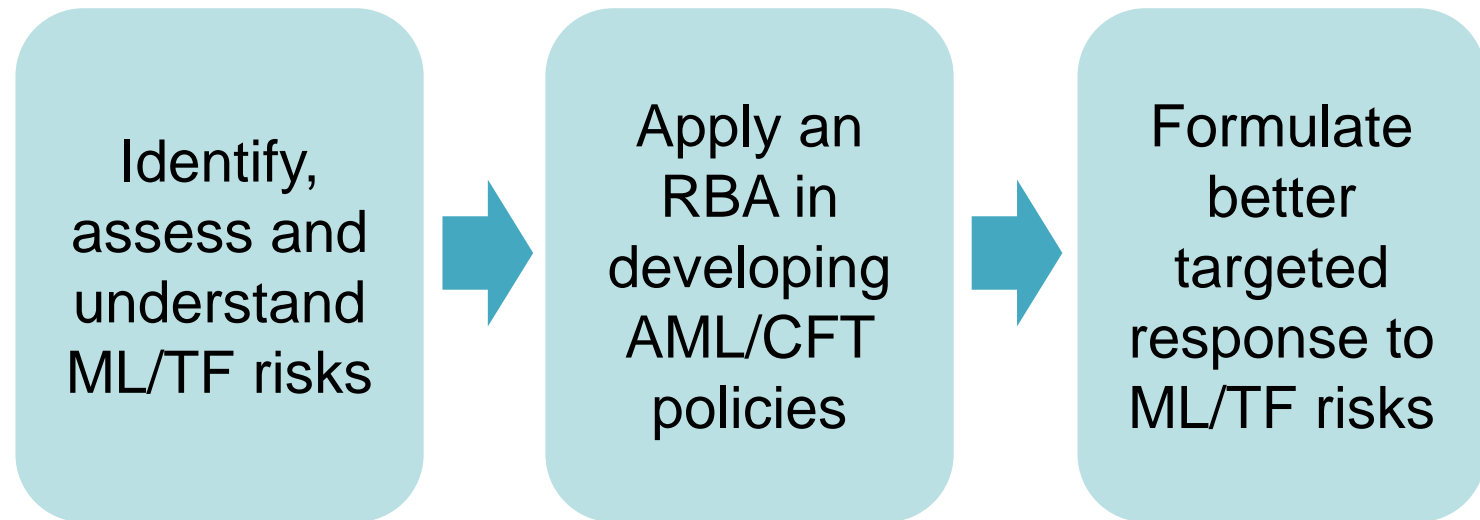 Identify,
assess and
understand
ML/TF risks
Apply an
RBA in
developing
AML/CFT
policies
Formulate
better
targeted
response to
ML/TF risks